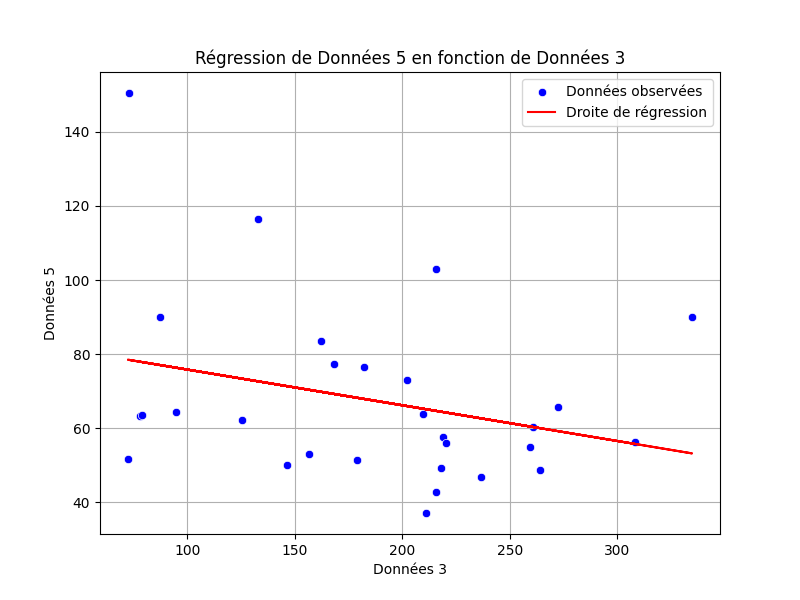 Régression de Données 5 en fonction de Données 3
Données observées
Droite de régression
140
120
100
80
60
40
Données 5
100
150
200
250
300
Données 3